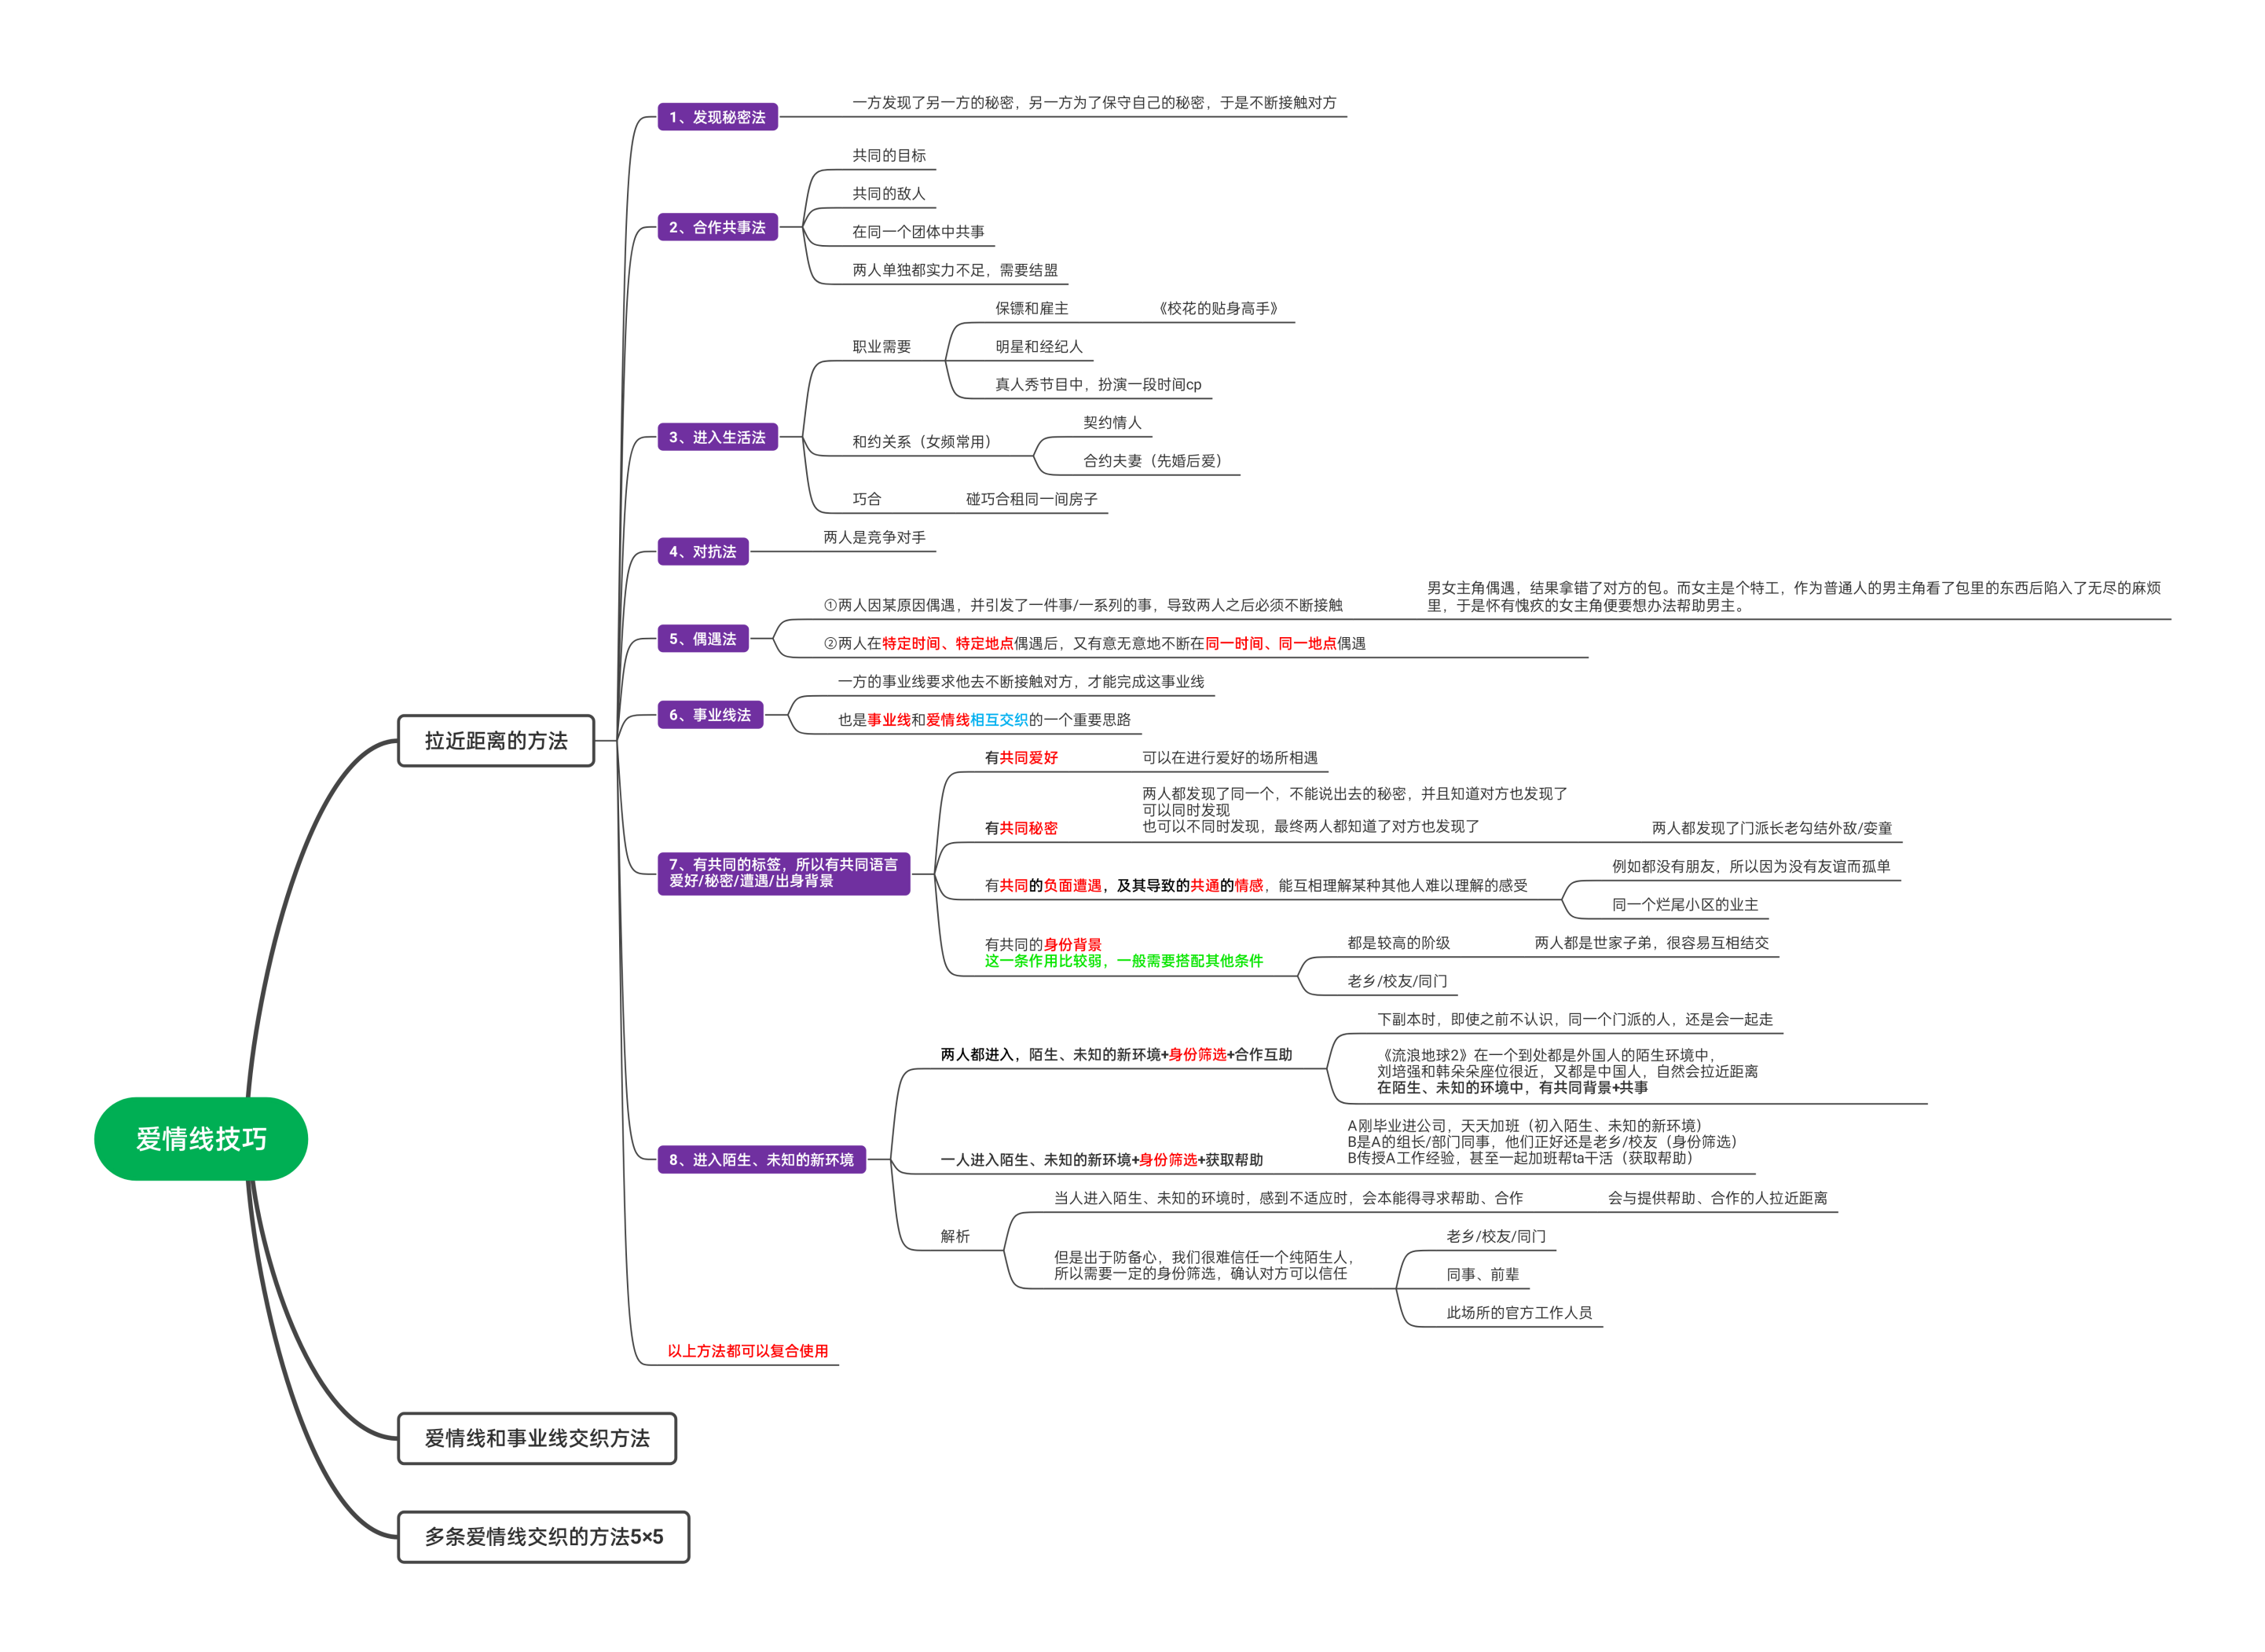 爱情线技巧
拉近距离的方法
1、发现秘密法
一方发现了另一方的秘密，另一方为了保守自己的秘密，于是不断接触对方
2、合作共事法
共同的目标
共同的敌人
在同一个团体中共事
两人单独都实力不足，需要结盟
3、进入生活法
职业需要
保镖和雇主
《校花的贴身高手》
明星和经纪人
真人秀节目中，扮演一段时间cp
和约关系（女频常用）
契约情人
合约夫妻（先婚后爱）
巧合
碰巧合租同一间房子
4、对抗法
两人是竞争对手
5、偶遇法
①两人因某原因偶遇，并引发了一件事/一系列的事，导致两人之后必须不断接触
男女主角偶遇，结果拿错了对方的包。而女主是个特工，作为普通人的男主角看了包里的东西后陷入了无尽的麻烦
里，于是怀有愧疚的女主角便要想办法帮助男主。
②两人在特定时间、特定地点偶遇后，又有意无意地不断在同一时间、同一地点偶遇
6、事业线法
一方的事业线要求他去不断接触对方，才能完成这事业线
也是事业线和爱情线相互交织的一个重要思路
7、有共同的标签，所以有共同语言
爱好/秘密/遭遇/出身背景
有共同爱好
可以在进行爱好的场所相遇
有共同秘密
两人都发现了同一个，不能说出去的秘密，并且知道对方也发现了
可以同时发现
也可以不同时发现，最终两人都知道了对方也发现了
两人都发现了门派长老勾结外敌/娈童
有共同的负面遭遇，及其导致的共通的情感，能互相理解某种其他人难以理解的感受
例如都没有朋友，所以因为没有友谊而孤单
同一个烂尾小区的业主
有共同的身份背景
这一条作用比较弱，一般需要搭配其他条件
都是较高的阶级
两人都是世家子弟，很容易互相结交
老乡/校友/同门
8、进入陌生、未知的新环境
两人都进入，陌生、未知的新环境+身份筛选+合作互助
下副本时，即使之前不认识，同一个门派的人，还是会一起走
《流浪地球2》在一个到处都是外国人的陌生环境中，
刘培强和韩朵朵座位很近，又都是中国人，自然会拉近距离
在陌生、未知的环境中，有共同背景+共事
一人进入陌生、未知的新环境+身份筛选+获取帮助
A刚毕业进公司，天天加班（初入陌生、未知的新环境）
B是A的组长/部门同事，他们正好还是老乡/校友（身份筛选）
B传授A工作经验，甚至一起加班帮ta干活（获取帮助）
解析
当人进入陌生、未知的环境时，感到不适应时，会本能得寻求帮助、合作
会与提供帮助、合作的人拉近距离
但是出于防备心，我们很难信任一个纯陌生人，
所以需要一定的身份筛选，确认对方可以信任
老乡/校友/同门
同事、前辈
此场所的官方工作人员
以上方法都可以复合使用
爱情线和事业线交织方法
多条爱情线交织的方法5×5